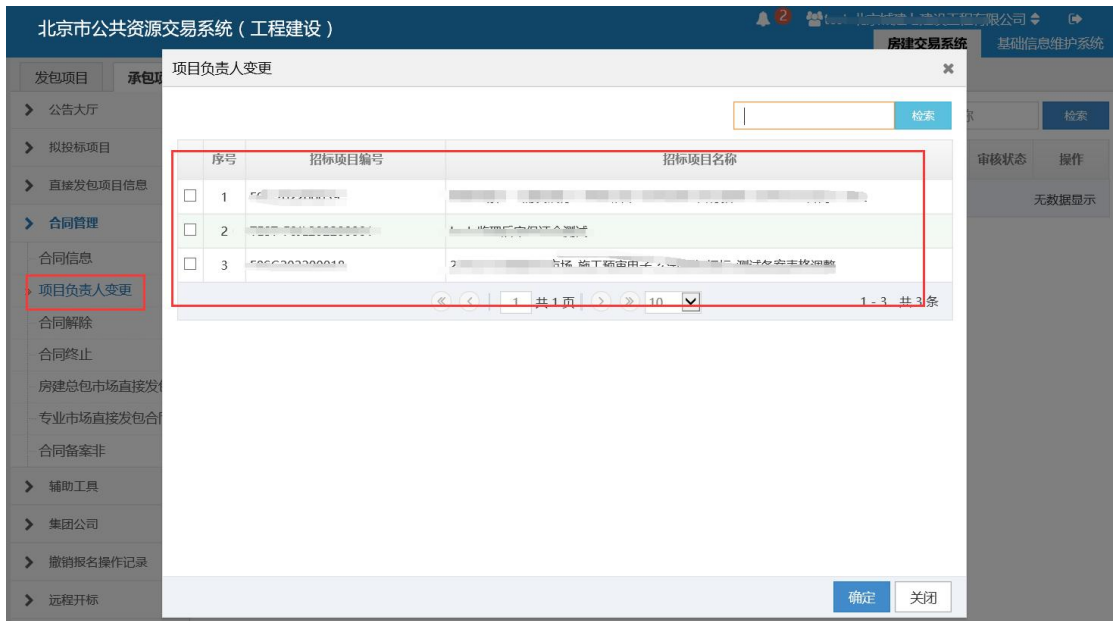 北京市公共资源交易系统（工程建设）
2
限公司
房建交易系统 基础信息维护系统
发包项目 承包项
项目负责人变更
检索
检索
序号 招标项目编号 招标项目名称
审核状态 操作
无数据显示
1
2
3
1 共1页 10 1 - 3 共3条
公告大厅
拟投标项目
直接发包项目信息
合同管理
合同信息
项目负责人变更
合同解除
合同终止
房建总包市场直接发包
专业市场直接发包合同
合同备案非
辅助工具
集团公司
撤销报名操作记录
远程开标
确定 关闭